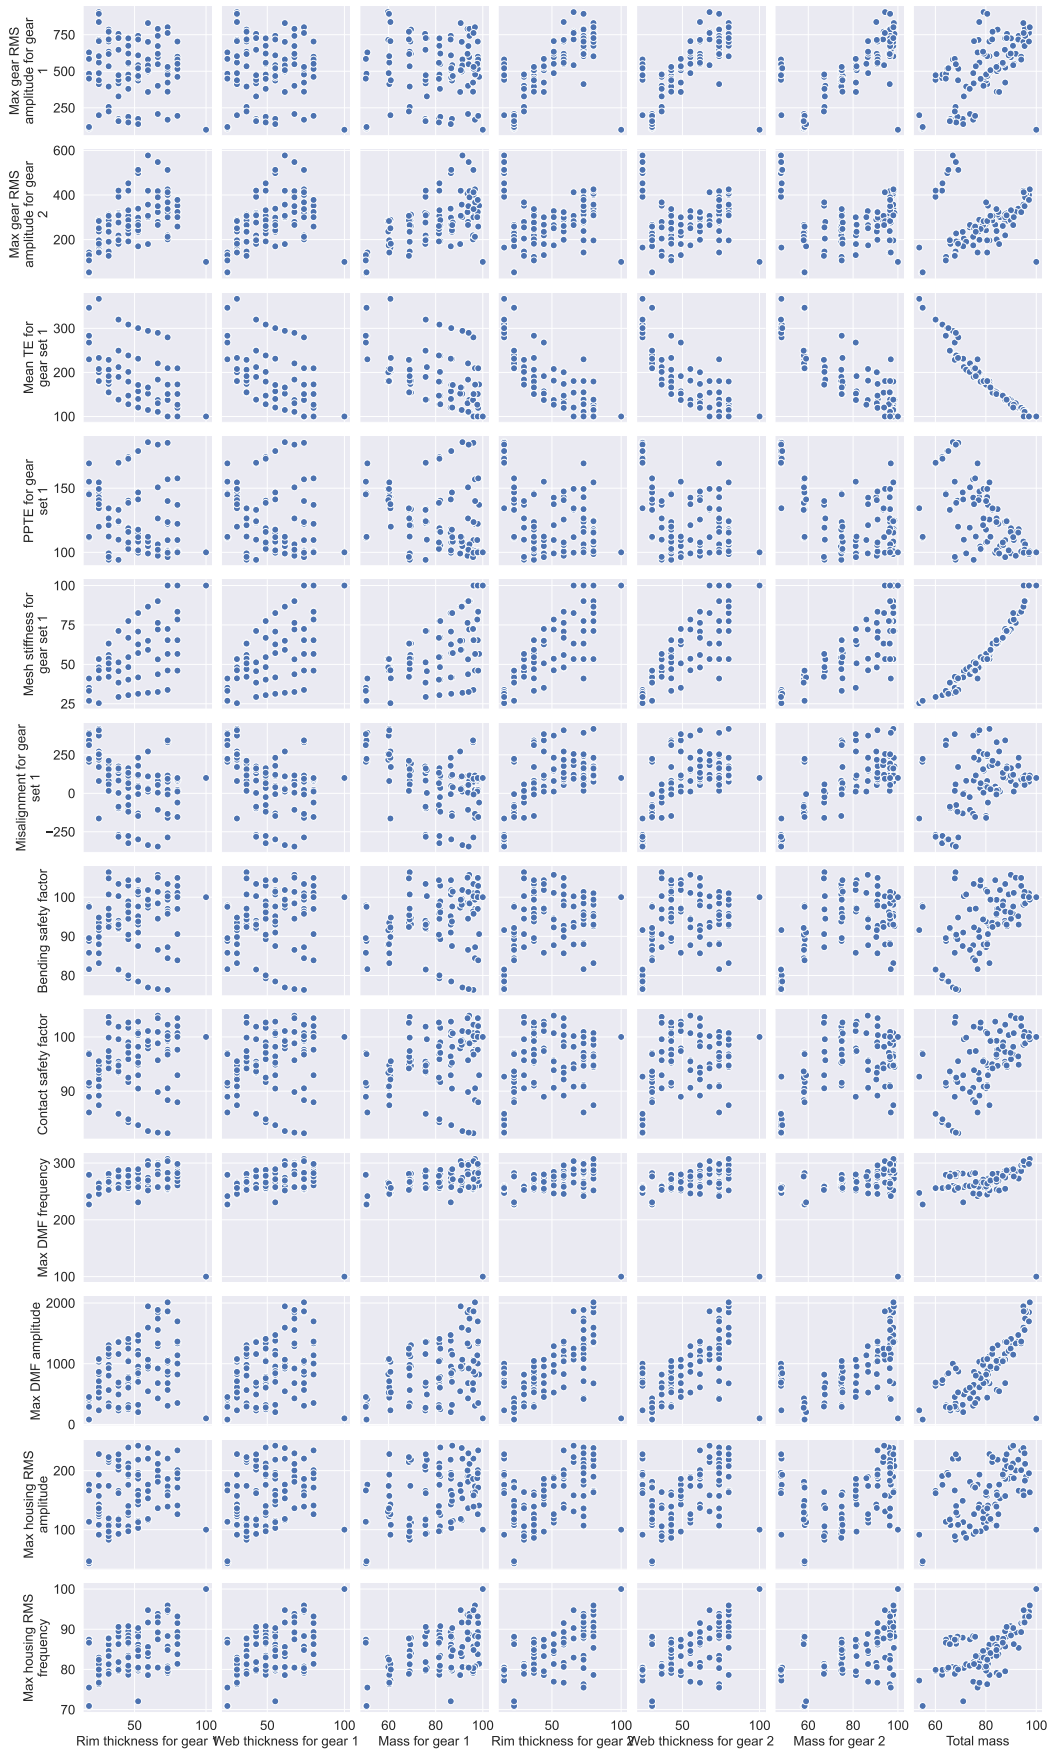 Max gear RMS
amplitude for gear
1
750
500
250
Max gear RMS
amplitude for gear
2
600
400
200
Mean TE for
gear set 1
300
200
100
PPTE for gear
set 1
150
100
Mesh stiffness for
gear set 1
100
75
50
25
Misalignment for gear
set 1
250
0
−250
Bending safety factor
100
90
80
Contact safety factor
100
90
Max DMF frequency
300
200
100
Max DMF amplitude
2000
1000
0
Max housing RMS
amplitude
200
100
Max housing RMS
frequency
100
90
80
70
50 100 50 100 60 80 100 50 100 50 100 60 80 100 60 80 100
Rim thickness for gear 1 Web thickness for gear 1 Mass for gear 1 Rim thickness for gear 2 Web thickness for gear 2 Mass for gear 2 Total mass